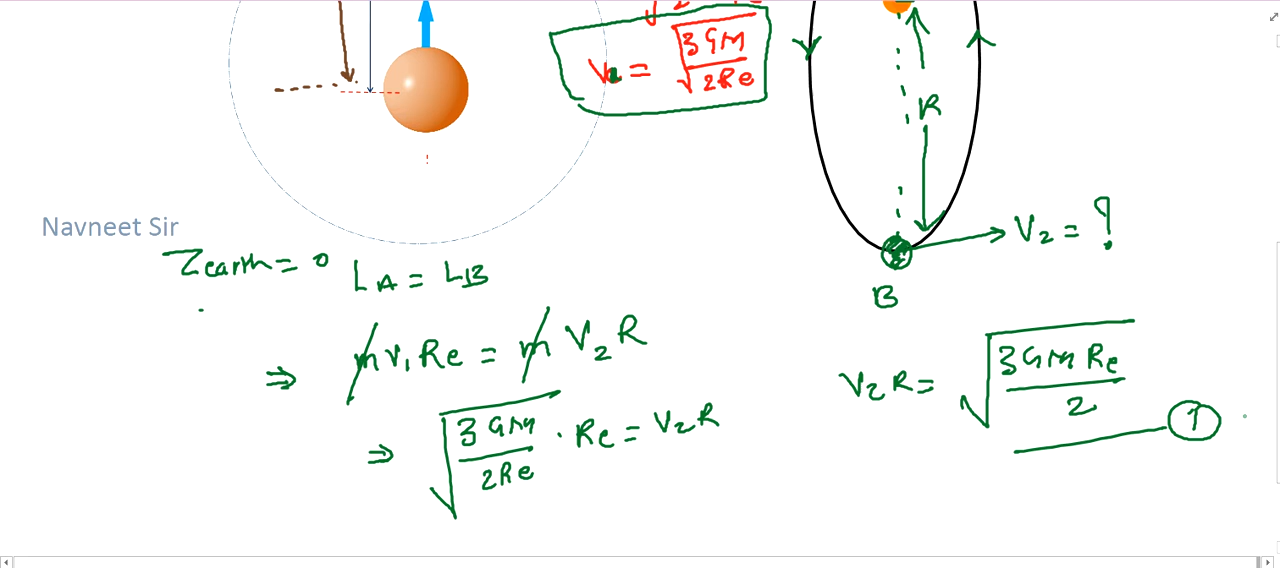 V₁ = √(3GM/2Re)
R
Navneet Sir
V₂ = ?
τearth = 0
LA = LB
B
⇒ mv₁Re = mV₂R
V₂R = √(3GMRe/2) ①
⇒ √(3GM/2Re) · Re = V₂R